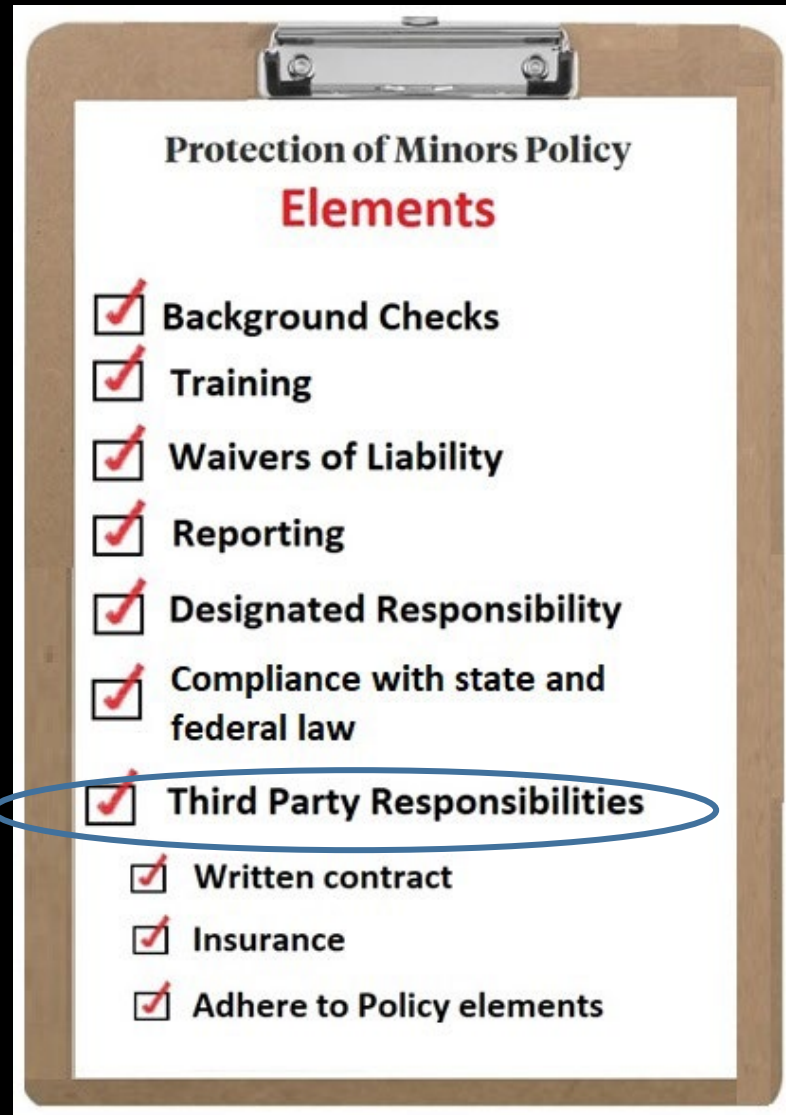 Protection of Minors Policy
Elements
Background Checks
Training
Waivers of Liability
Reporting
Designated Responsibility
Compliance with state and
federal law
Third Party Responsibilities
Written contract
Insurance
Adhere to Policy elements